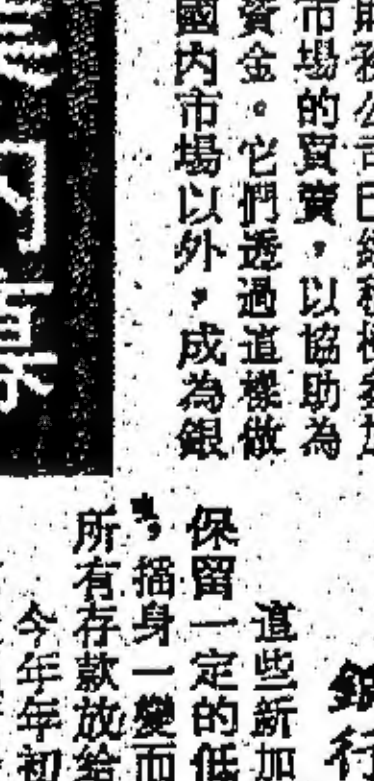 財務公司已經積極參加
市場的買賣，以協助為
資金。它們透過這樣做
國內市場以外，成為銀
銀行
這些新加
保留一定的低
，搖身一變而
所有存款放給
今年年初